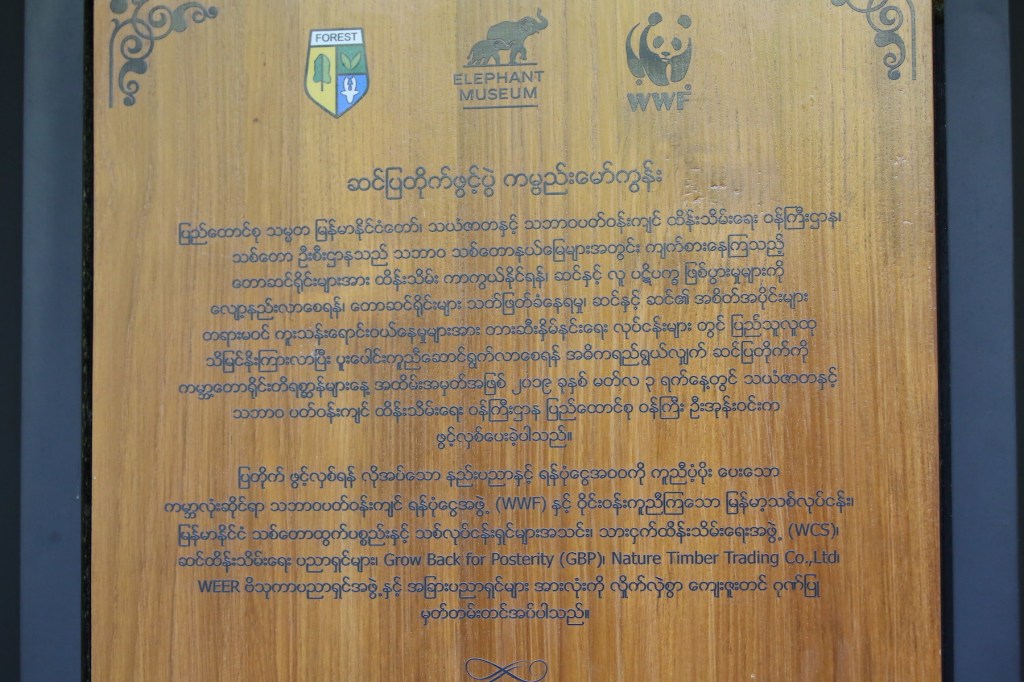 FOREST
ELEPHANT
MUSEUM
WWF
ဆင်ပြတိုက်ဖွင့်ပွဲ ကမ္ပည်းမော်ကွန်း
ပြည်ထောင်စု သမ္မတ မြန်မာနိုင်ငံတော်၊ သယံဇာတနှင့် သဘာဝပတ်ဝန်းကျင် ထိန်းသိမ်းရေး ဝန်ကြီးဌာန၊
သစ်တော ဦးစီးဌာနသည် သဘာဝ သစ်တောနယ်မြေများအတွင်း ကျက်စားနေကြသည့်
တောဆင်ရိုင်းများအား ထိန်းသိမ်း ကာကွယ်နိုင်ရန်၊ ဆင်နှင့် လူ ပဋိပက္ခ ဖြစ်ပွားမှုများကို
လျော့နည်းလာစေရန်၊ တောဆင်ရိုင်းများ သတ်ဖြတ်ခံနေရမှု၊ ဆင်နှင့် ဆင်၏ အစိတ်အပိုင်းများ
တရားမဝင် ကူးသန်းရောင်းဝယ်နေမှုများအား တားဆီးနှိမ်နင်းရေး လုပ်ငန်းများ တွင် ပြည်သူလူထု
သိမြင်နိုးကြားလာပြီး ပူးပေါင်းကူညီဆောင်ရွက်လာစေရန် အဓိကရည်ရွယ်လျှက် ဆင်ပြတိုက်ကို
ကမ္ဘာ့တောရိုင်းတိရစ္ဆာန်များနေ့ အထိမ်းအမှတ်အဖြစ် ၂၀၁၉ ခုနှစ် မတ်လ ၃ ရက်နေ့တွင် သယံဇာတနှင့်
သဘာဝ ပတ်ဝန်းကျင် ထိန်းသိမ်းရေး ဝန်ကြီးဌာန ပြည်ထောင်စု ဝန်ကြီး ဦးအုန်းဝင်းက
ဖွင့်လှစ်ပေးခဲ့ပါသည်။
ပြတိုက် ဖွင့်လှစ်ရန် လိုအပ်သော နည်းပညာနှင့် ရန်ပုံငွေအဝဝကို ကူညီပံ့ပိုး ပေးသော
ကမ္ဘာလုံးဆိုင်ရာ သဘာဝပတ်ဝန်းကျင် ရန်ပုံငွေအဖွဲ့ (WWF) နှင့် ဝိုင်းဝန်းကူညီကြသော မြန်မာ့သစ်လုပ်ငန်း၊
မြန်မာနိုင်ငံ သစ်တောထွက်ပစ္စည်းနှင့် သစ်လုပ်ငန်းရှင်များအသင်း၊ သားငှက်ထိန်းသိမ်းရေးအဖွဲ့ (WCS)၊
ဆင်ထိန်းသိမ်းရေး ပညာရှင်များ၊ Grow Back for Posterity (GBP)၊ Nature Timber Trading Co.,Ltd၊
WEER ဗိသုကာပညာရှင်အဖွဲ့ နှင့် အခြားပညာရှင်များ အားလုံးကို လှိုက်လှဲစွာ ကျေးဇူးတင် ဂုဏ်ပြု
မှတ်တမ်းတင်အပ်ပါသည်။